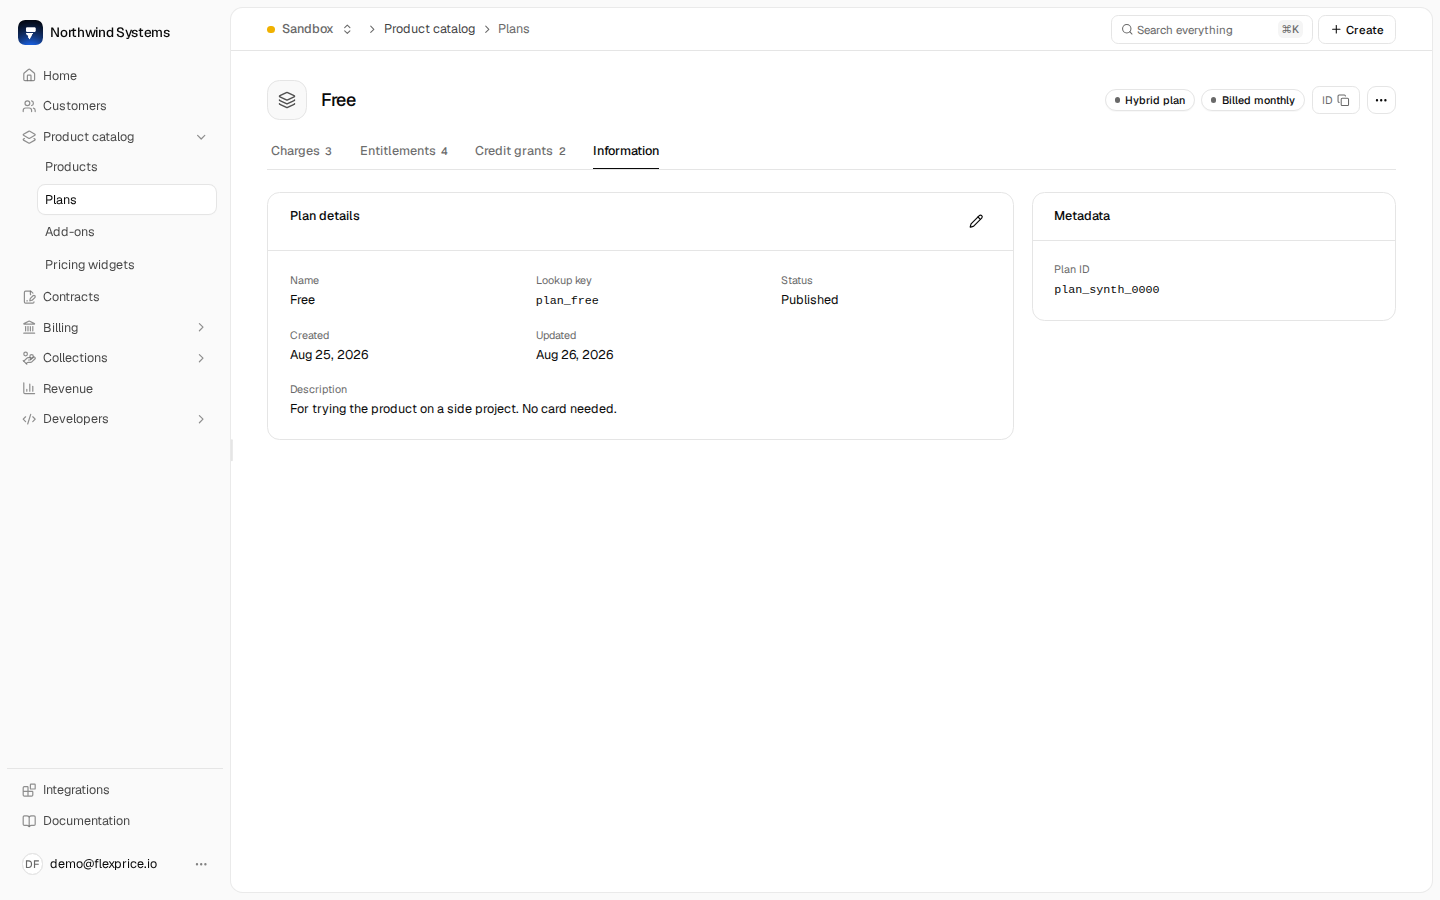 Northwind Systems
Home
Customers
Product catalog
Products
Plans
Add-ons
Pricing widgets
Contracts
Billing
Collections
Revenue
Developers
Integrations
Documentation
DF demo@flexprice.io
Sandbox Product catalog Plans
Search everything ⌘K
Create
Free
Hybrid plan Billed monthly ID
Charges 3 Entitlements 4 Credit grants 2 Information
Plan details
Name Lookup key Status
Free plan_free Published
Created Updated
Aug 25, 2026 Aug 26, 2026
Description
For trying the product on a side project. No card needed.
Metadata
Plan ID
plan_synth_0000